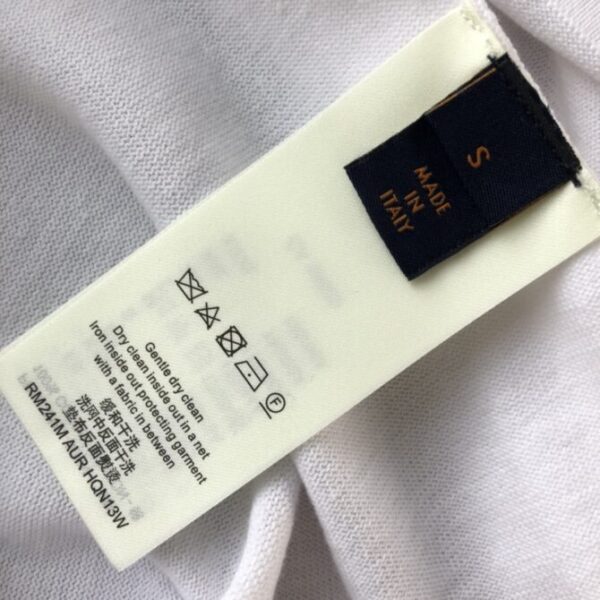 S
MADE
IN
ITALY
F
Gentle dry clean
Dry clean inside out in a net
Iron inside out protecting garment
with a fabric in between
缓和干洗
洗网中反面干洗
垫布反面熨烫
RM241M AUR HQN13W